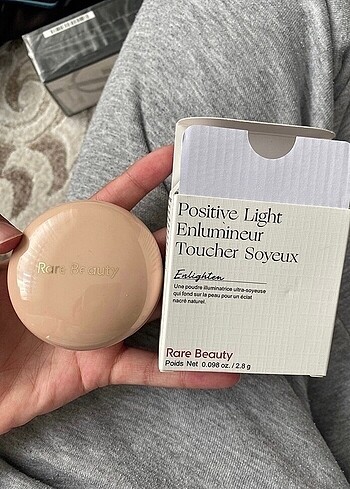 Rare Beauty
Positive Light
Enlumineur
Toucher Soyeux
Enlighten
Une poudre illuminatrice ultra-soyeuse
qui fond sur la peau pour un éclat
nacré naturel.
Rare Beauty
Poids Net 0.098 oz. / 2.8 g